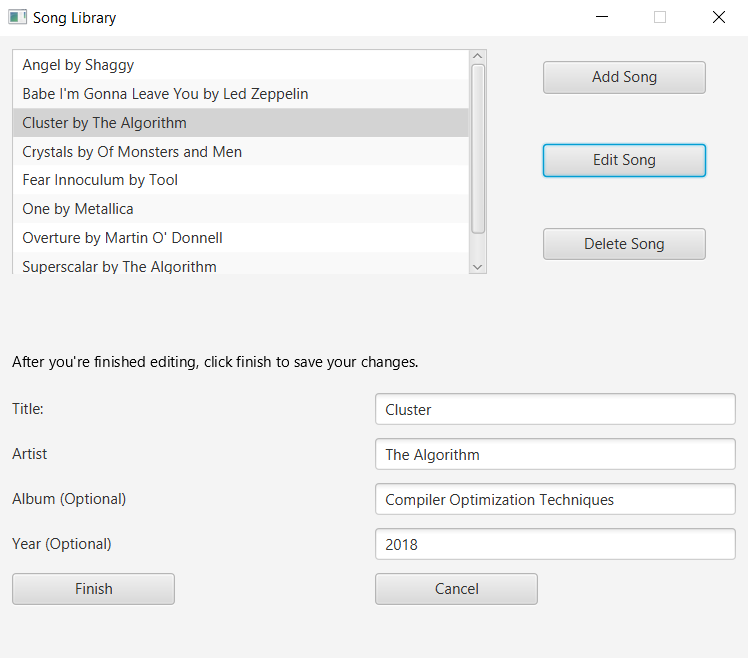 Song Library
Angel by Shaggy
Babe I'm Gonna Leave You by Led Zeppelin
Cluster by The Algorithm
Crystals by Of Monsters and Men
Fear Innoculum by Tool
One by Metallica
Overture by Martin O' Donnell
Superscalar by The Algorithm
Add Song
Edit Song
Delete Song
After you're finished editing, click finish to save your changes.
Title: Cluster
Artist The Algorithm
Album (Optional) Compiler Optimization Techniques
Year (Optional) 2018
Finish Cancel